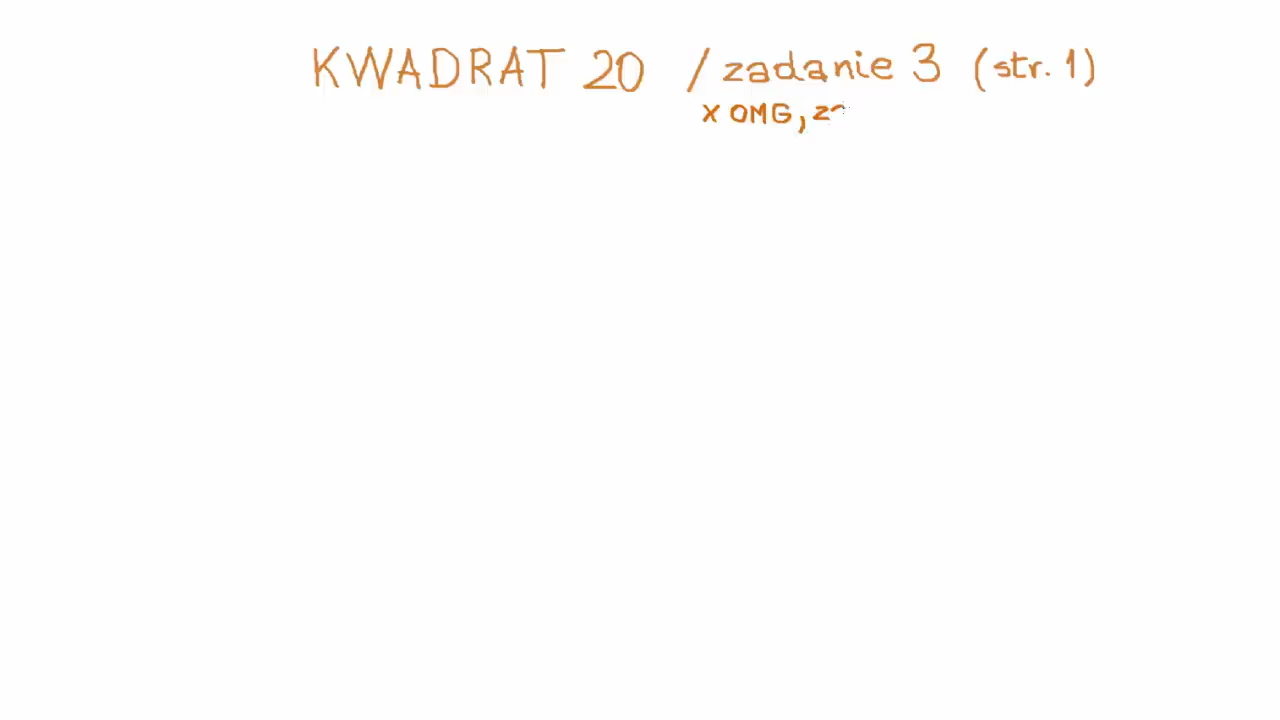 KWADRAT 20 / zadanie 3 (str. 1)
X OMG,